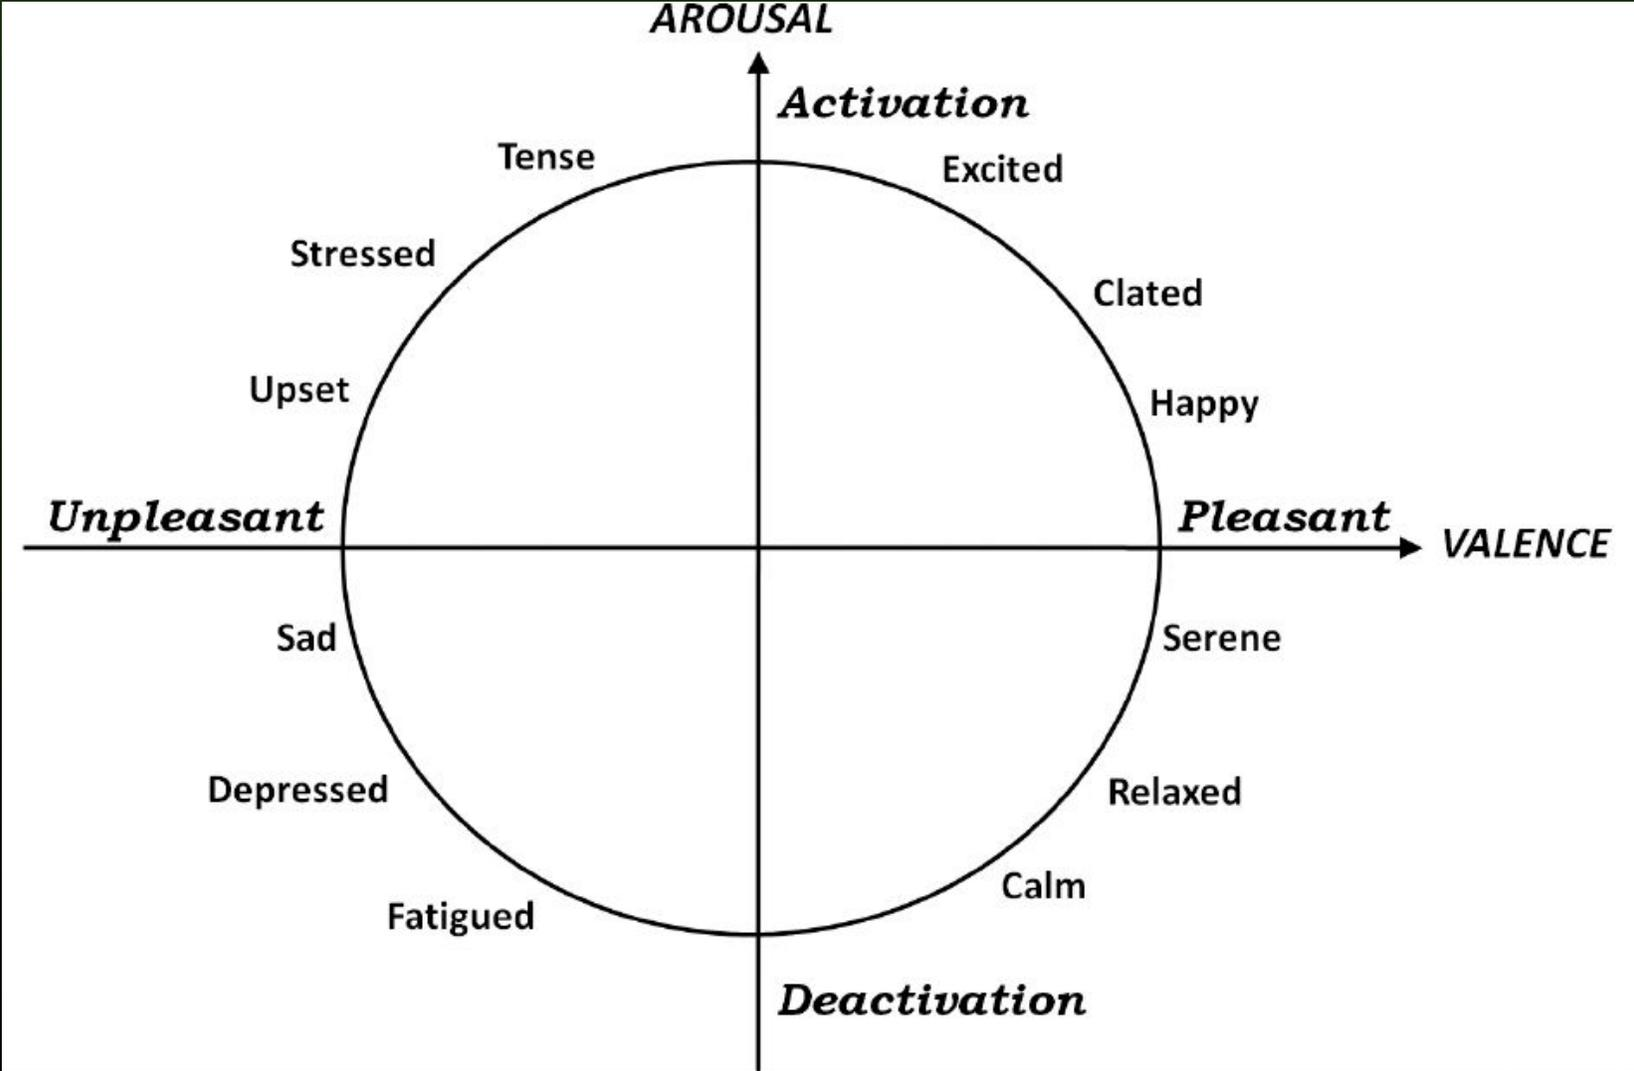 AROUSAL
Activation
Tense
Excited
Stressed
Clated
Upset
Happy
Unpleasant
Pleasant
VALENCE
Sad
Serene
Depressed
Relaxed
Calm
Fatigued
Deactivation